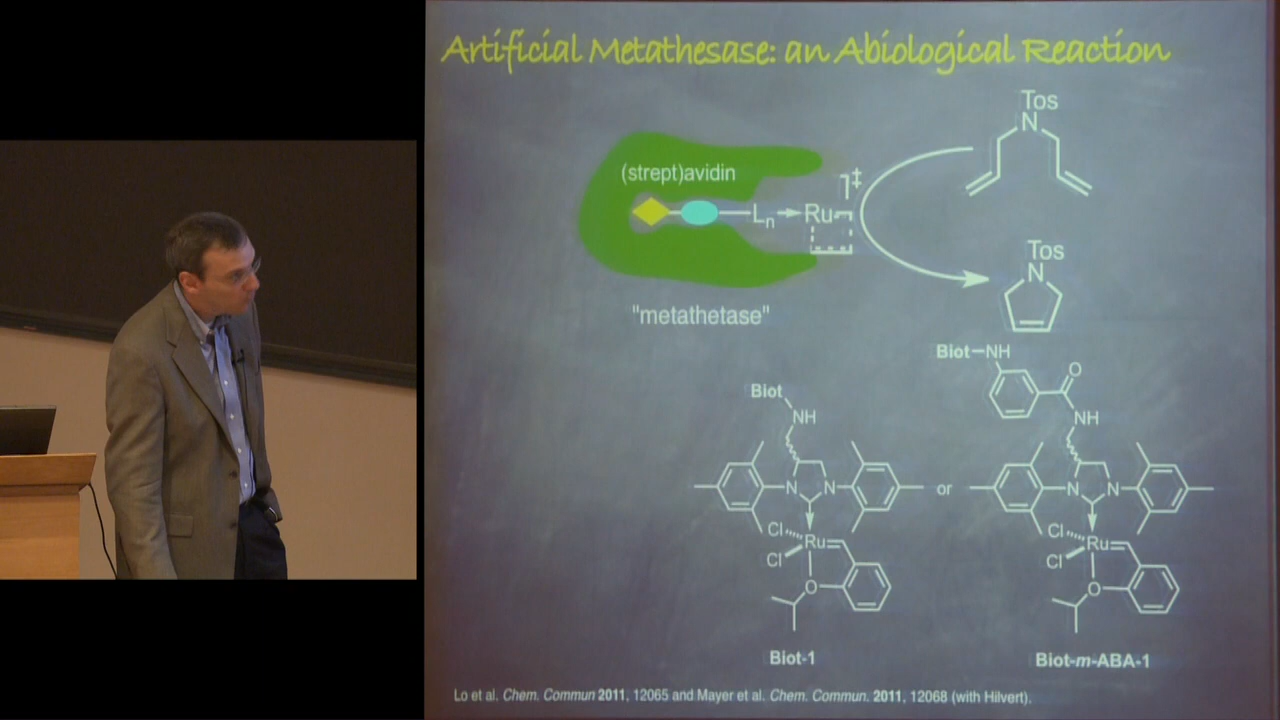 Artificial Metathesase: an Abiological Reaction
Tos
N
(strept)avidin
Ln
Ru
‡
"metathetase"
Tos
N
Biot–NH
O
NH
Biot
NH
N
N
or
N
N
Cl
Ru
Cl
O
Cl
Ru
Cl
O
Biot-1
Biot-m-ABA-1
Lo et al. Chem. Commun 2011, 12065 and Mayer et al. Chem. Commun. 2011, 12068 (with Hilvert).